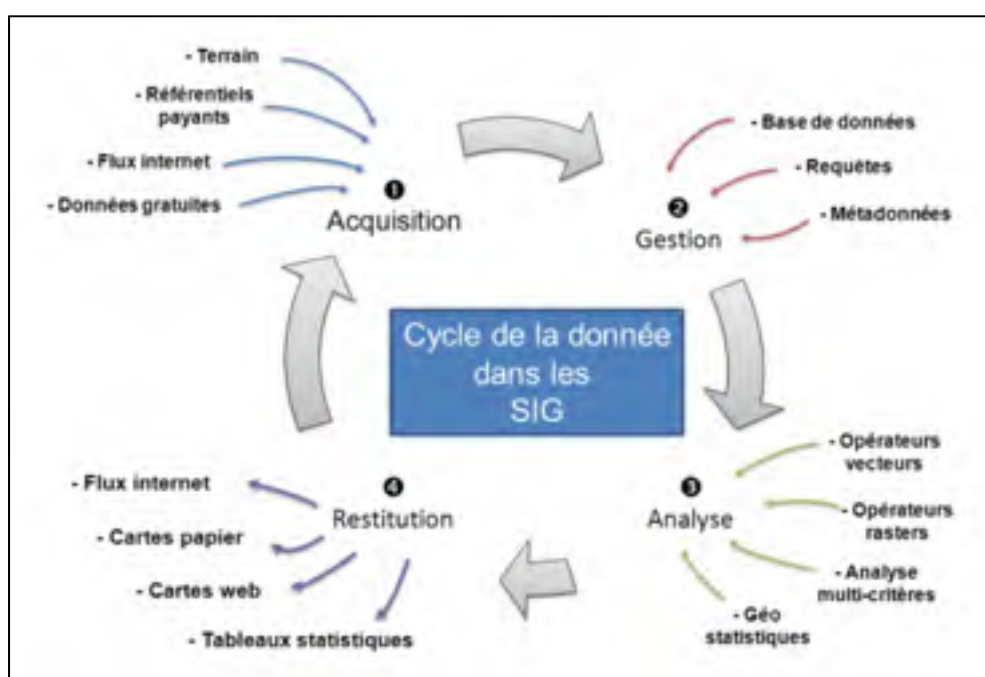 - Terrain
- Référentiels
payants
- Flux internet
- Données gratuites
❶
Acquisition
- Base de données
- Requêtes
- Métadonnées
❷
Gestion
Cycle de la donnée
dans les
SIG
- Opérateurs
vecteurs
- Opérateurs
rasters
- Analyse
multi-critères
- Géo
statistiques
❸
Analyse
❹
Restitution
- Flux internet
- Cartes papier
- Cartes web
- Tableaux statistiques